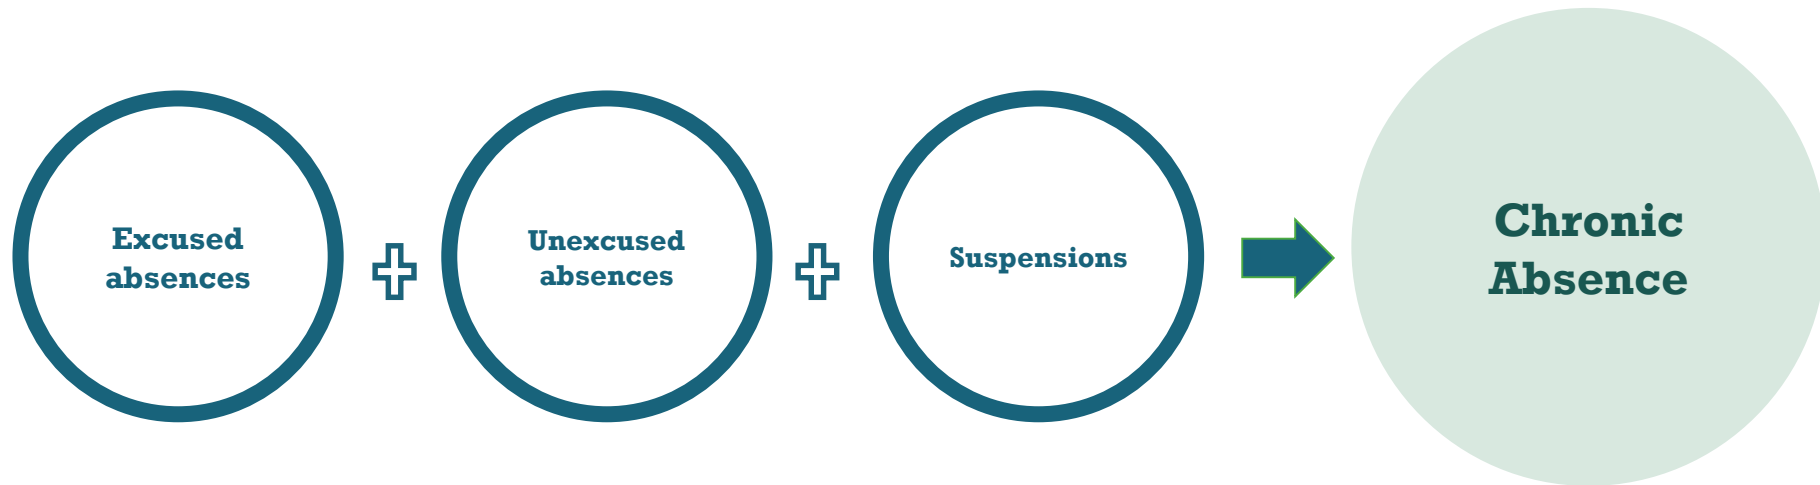 Excused
absences
Unexcused
absences
Suspensions
Chronic
Absence